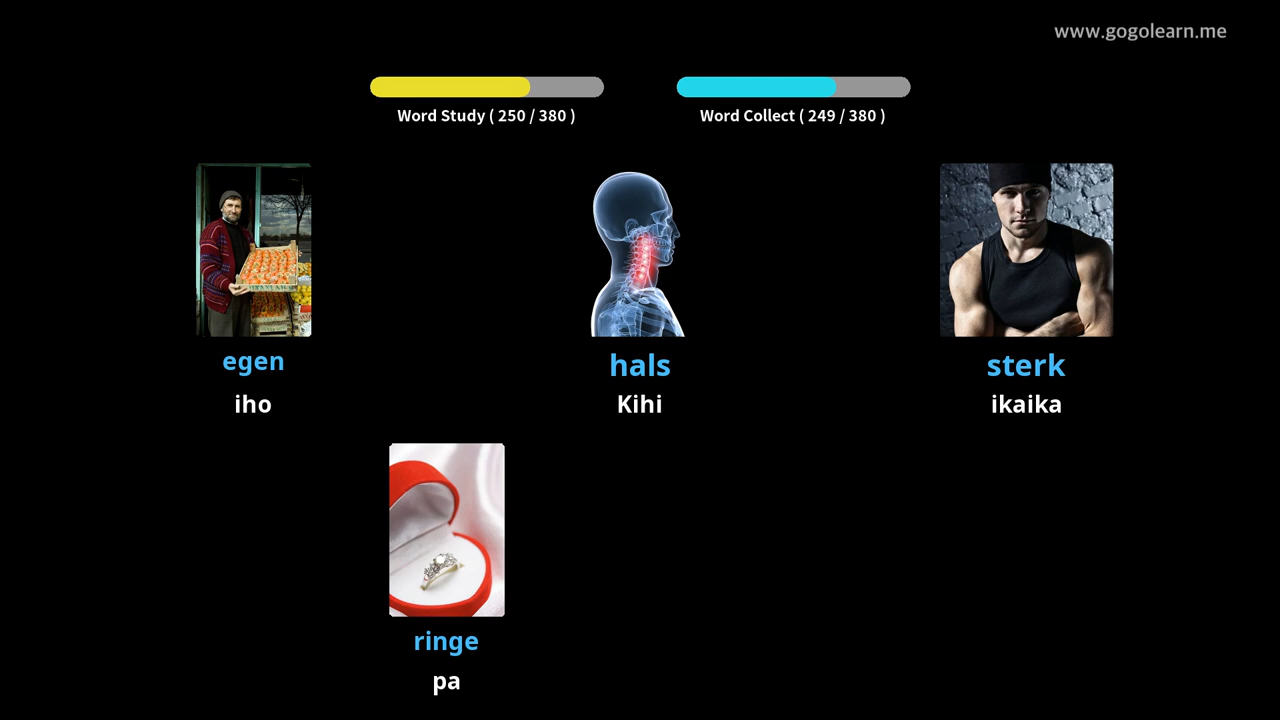 www.gogolearn.me
Word Study ( 250 / 380 )
Word Collect ( 249 / 380 )
egen
hals
sterk
iho
Kihi
ikaika
ringe
pa